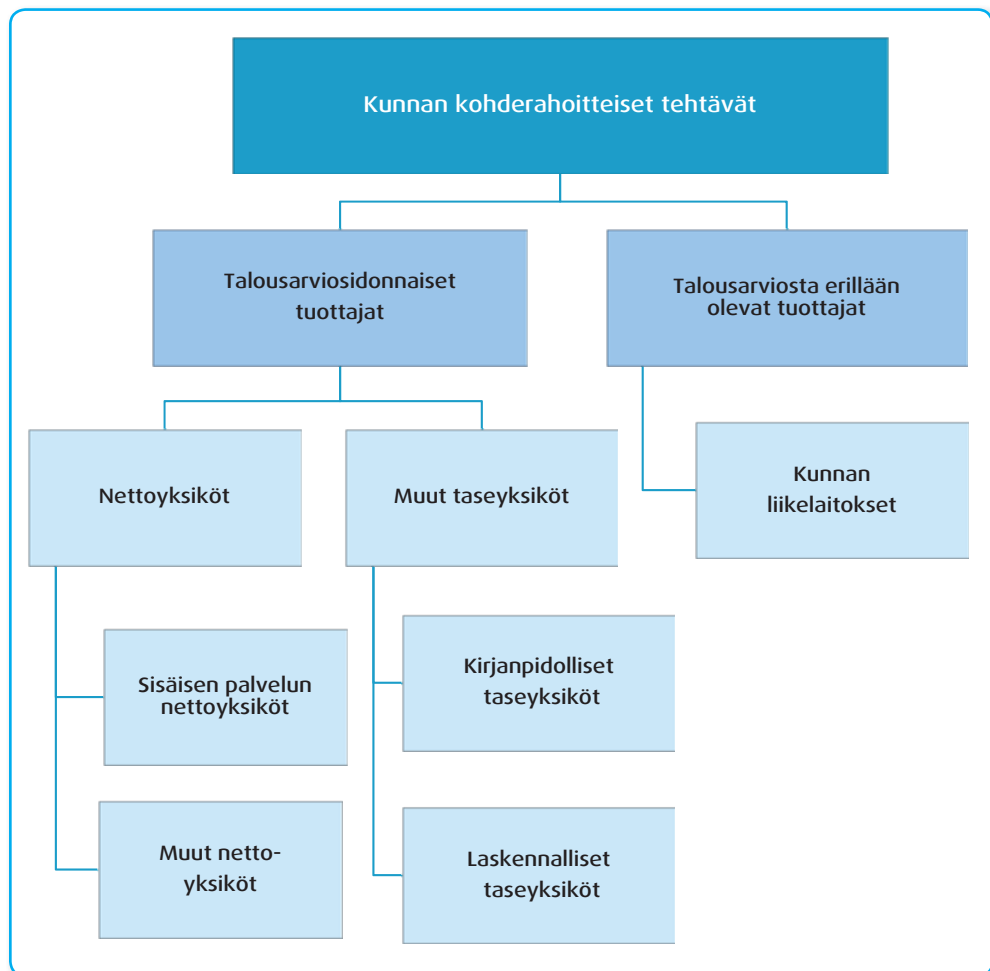 Kunnan kohderahoitteiset tehtävät
Talousarviosidonnaiset
tuottajat
Talousarviosta erillään
olevat tuottajat
Nettoyksiköt
Muut taseyksiköt
Kunnan
liikelaitokset
Sisäisen palvelun
nettoyksiköt
Kirjanpidolliset
taseyksiköt
Muut netto-
yksiköt
Laskennalliset
taseyksiköt